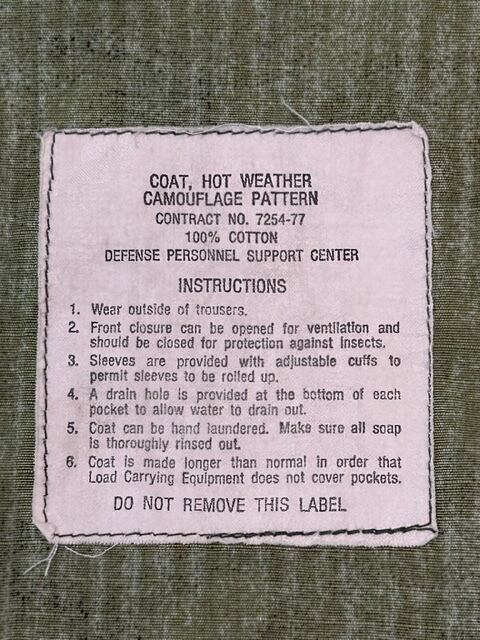 COAT, HOT WEATHER
CAMOUFLAGE PATTERN
CONTRACT NO. 7254-77
100% COTTON
DEFENSE PERSONNEL SUPPORT CENTER
INSTRUCTIONS
1. Wear outside of trousers.
2. Front closure can be opened for ventilation and
should be closed for protection against insects.
3. Sleeves are provided with adjustable cuffs to
permit sleeves to be rolled up.
4. A drain hole is provided at the bottom of each
pocket to allow water to drain out.
5. Coat can be hand laundered. Make sure all soap
is thoroughly rinsed out.
6. Coat is made longer than normal in order that
Load Carrying Equipment does not cover pockets.
DO NOT REMOVE THIS LABEL